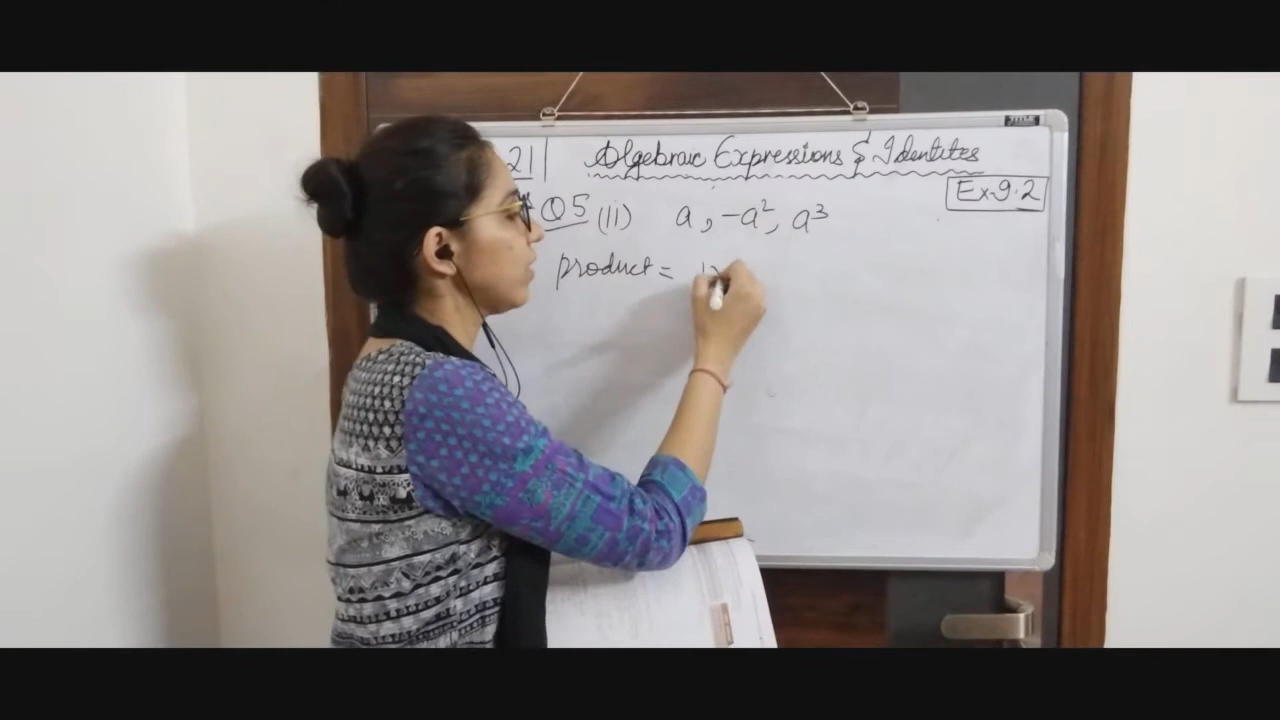 21 Algebraic Expressions & Identites
Ex-9.2
Q5 (ii) a, -a², a³
product =